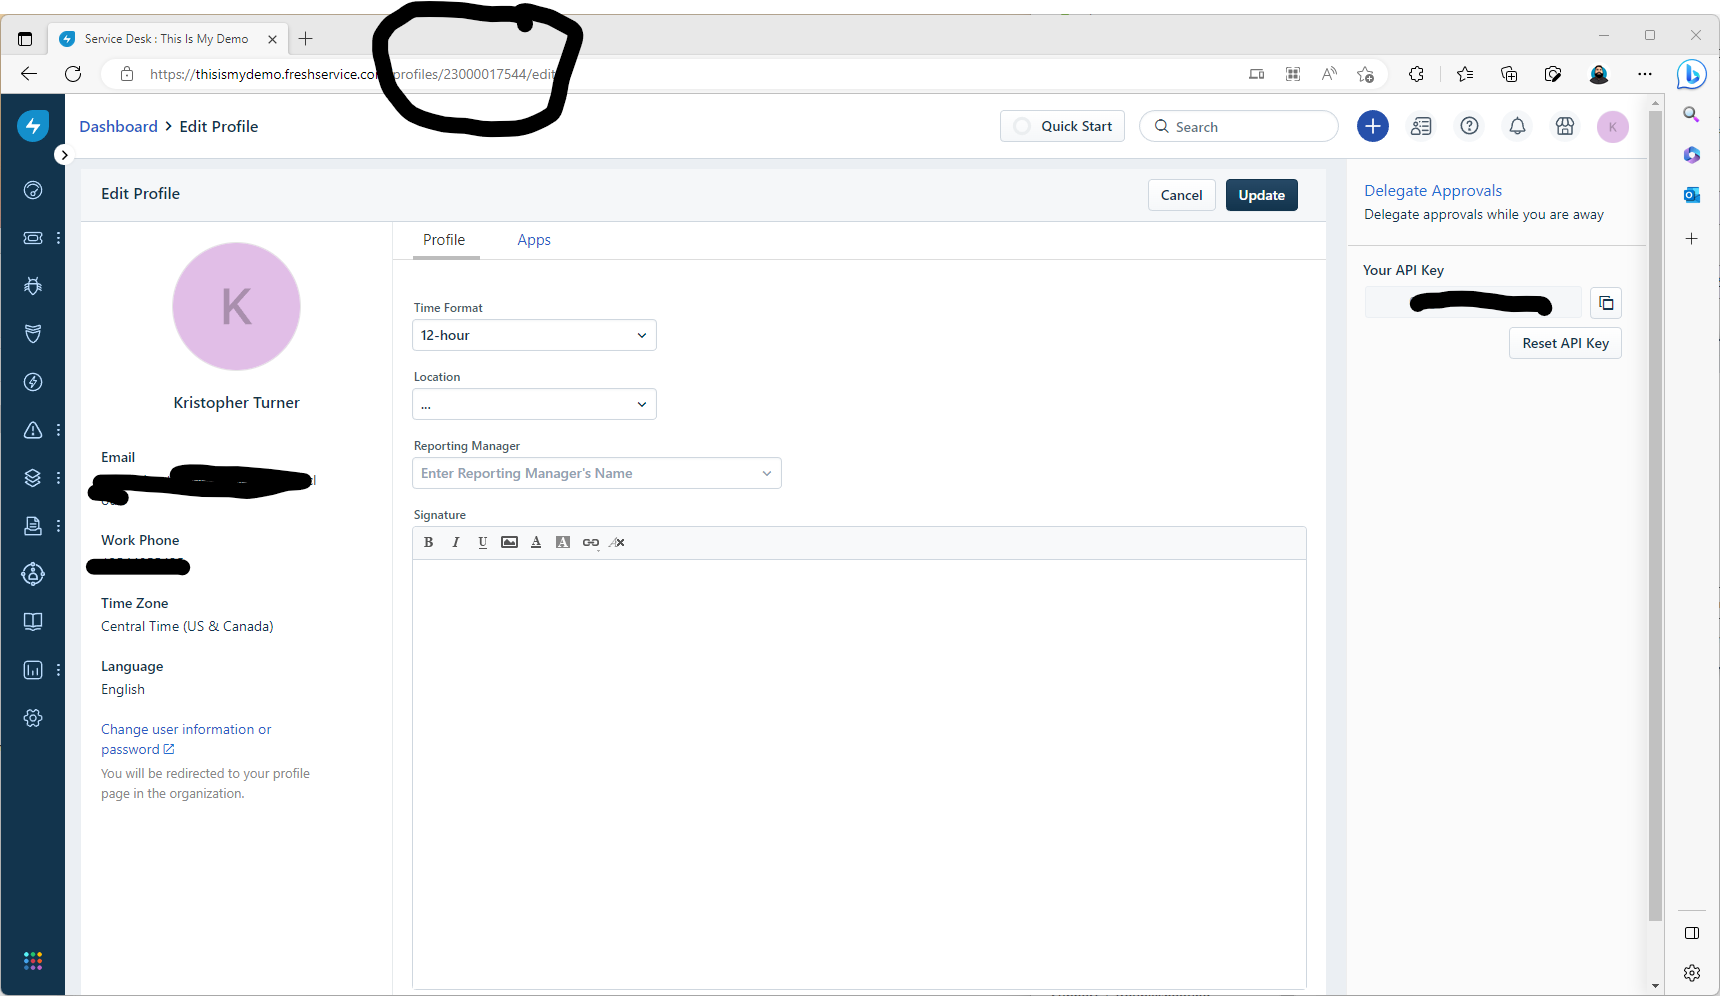 Service Desk : This Is My Demo
https://thisismydemo.freshservice.co profiles/23000017544/edit
Dashboard > Edit Profile
Quick Start
Search
K
Edit Profile
Cancel
Update
Delegate Approvals
Delegate approvals while you are away
Profile
Apps
K
Kristopher Turner
Your API Key
Reset API Key
Time Format
12-hour
Location
...
Reporting Manager
Enter Reporting Manager's Name
Signature
B I U A A
Email
Work Phone
Time Zone
Central Time (US & Canada)
Language
English
Change user information or
password
You will be redirected to your profile
page in the organization.